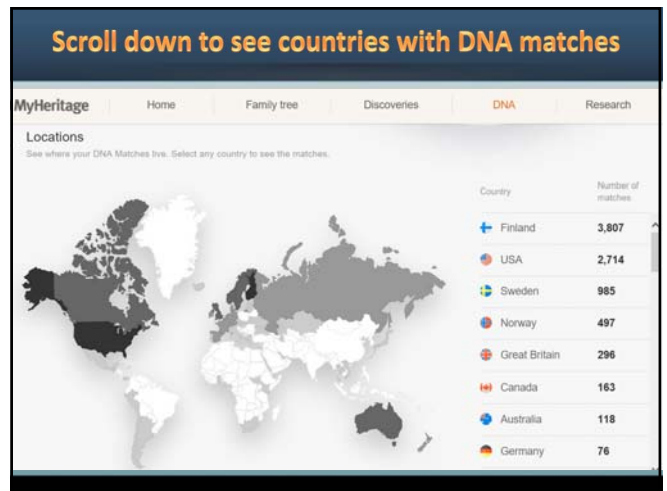 Scroll down to see countries with DNA matches
MyHeritage Home Family tree Discoveries DNA Research
Locations
See where your DNA Matches live. Select any country to see the matches.
Country Number of matches
Finland 3,807
USA 2,714
Sweden 985
Norway 497
Great Britain 296
Canada 163
Australia 118
Germany 76